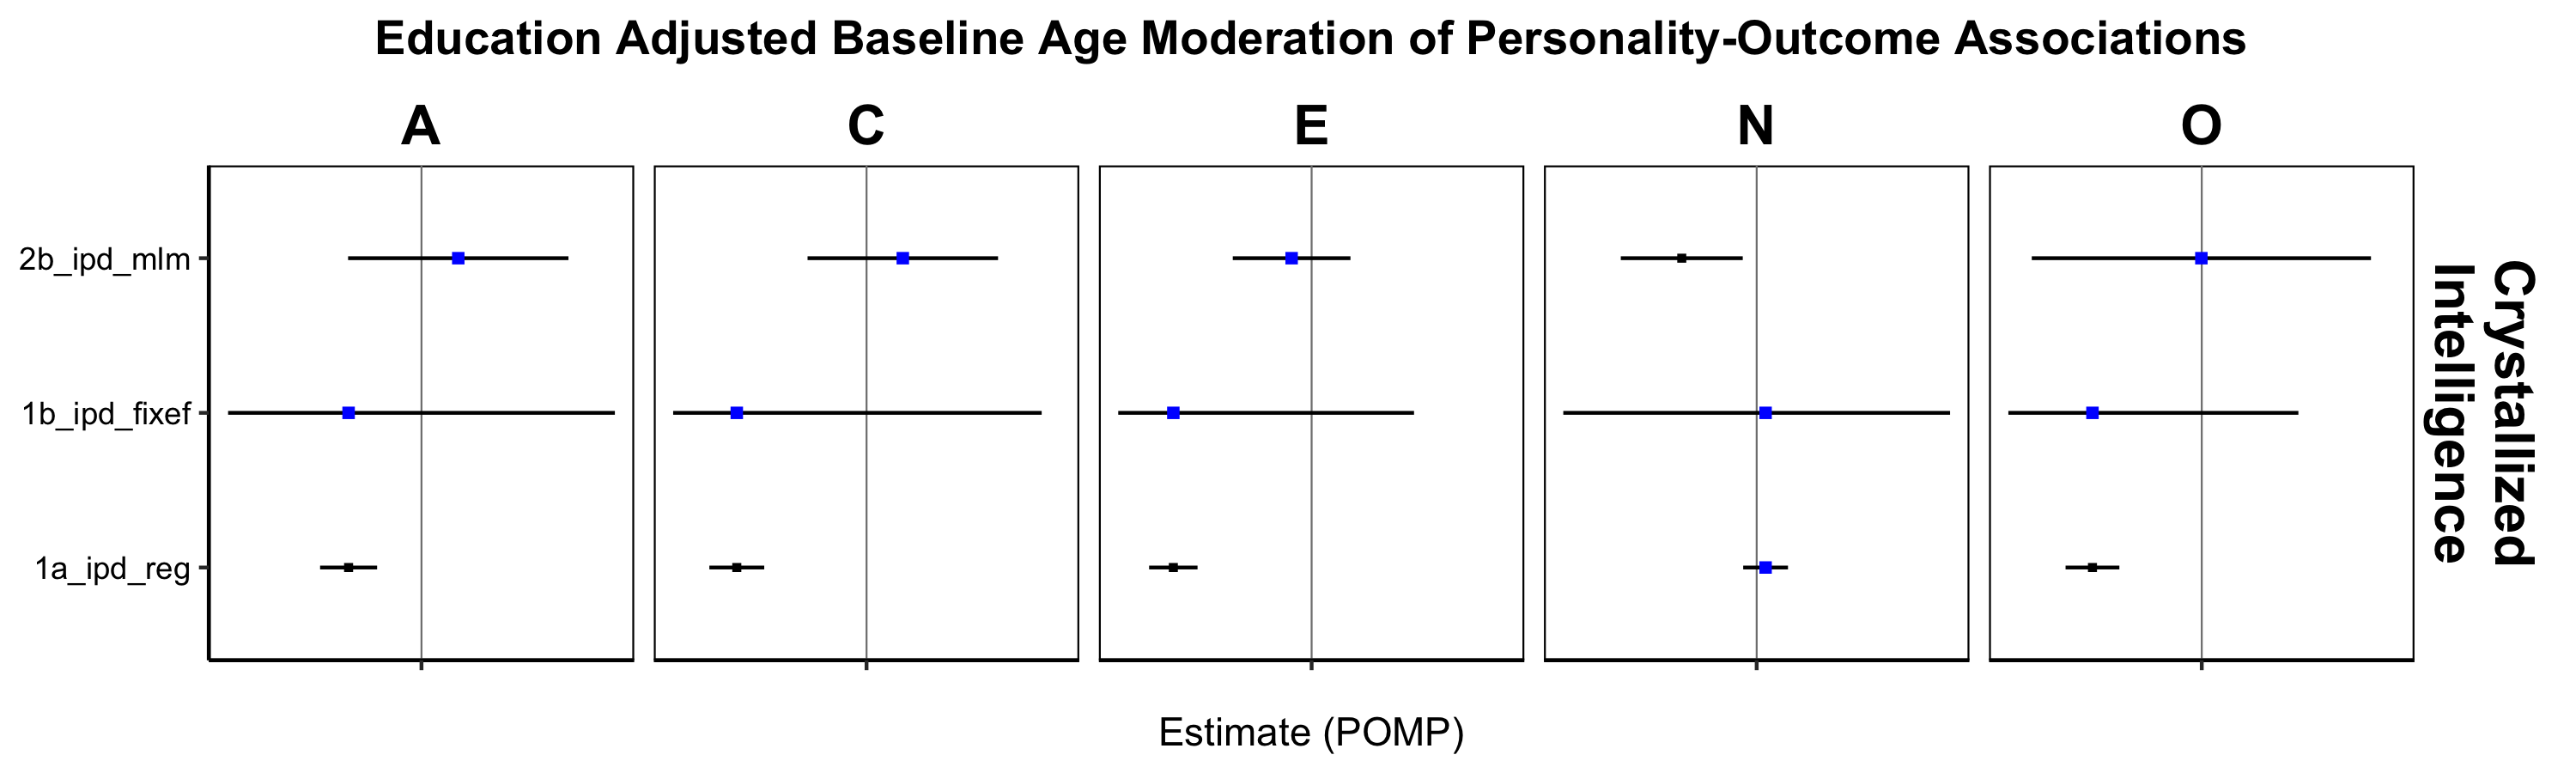 Education Adjusted Baseline Age Moderation of Personality-Outcome Associations
A
C
E
N
O
2b_ipd_mlm
1b_ipd_fixef
1a_ipd_reg
Crystallized
Intelligence
Estimate (POMP)